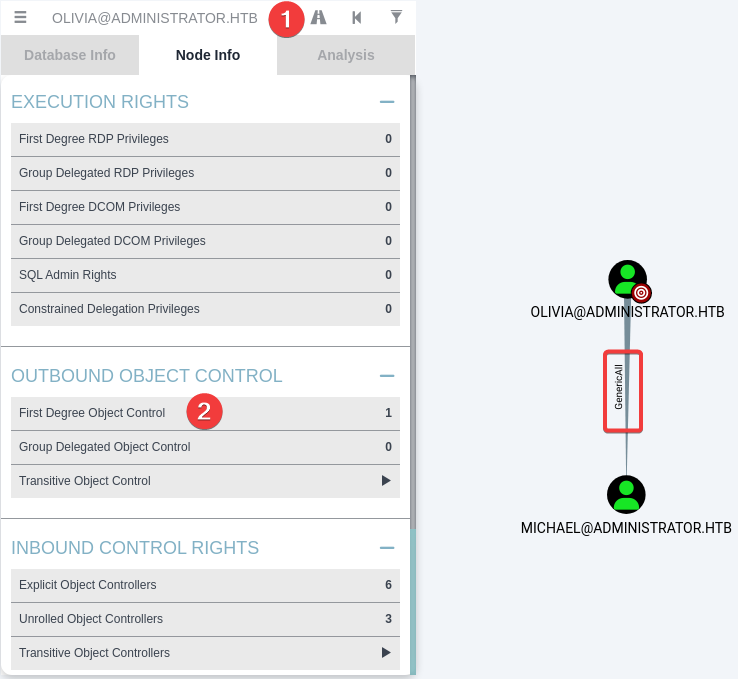 OLIVIA@ADMINISTRATOR.HTB 1
Database Info Node Info Analysis
EXECUTION RIGHTS
First Degree RDP Privileges 0
Group Delegated RDP Privileges 0
First Degree DCOM Privileges 0
Group Delegated DCOM Privileges 0
SQL Admin Rights 0
Constrained Delegation Privileges 0
OUTBOUND OBJECT CONTROL
First Degree Object Control 2 1
Group Delegated Object Control 0
Transitive Object Control
INBOUND CONTROL RIGHTS
Explicit Object Controllers 6
Unrolled Object Controllers 3
Transitive Object Controllers
OLIVIA@ADMINISTRATOR.HTB
GenericAll
MICHAEL@ADMINISTRATOR.HTB